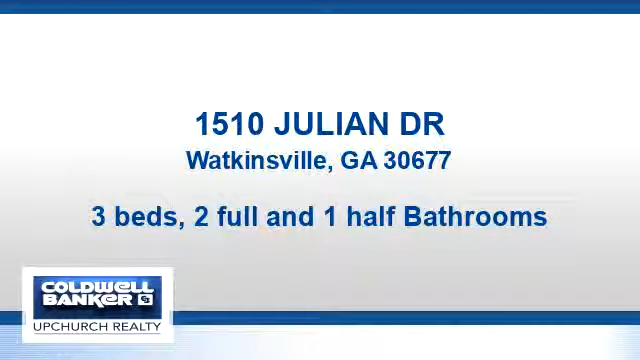 1510 JULIAN DR
Watkinsville, GA 30677
3 beds, 2 full and 1 half Bathrooms
COLDWELL
BANKER
UPCHURCH REALTY